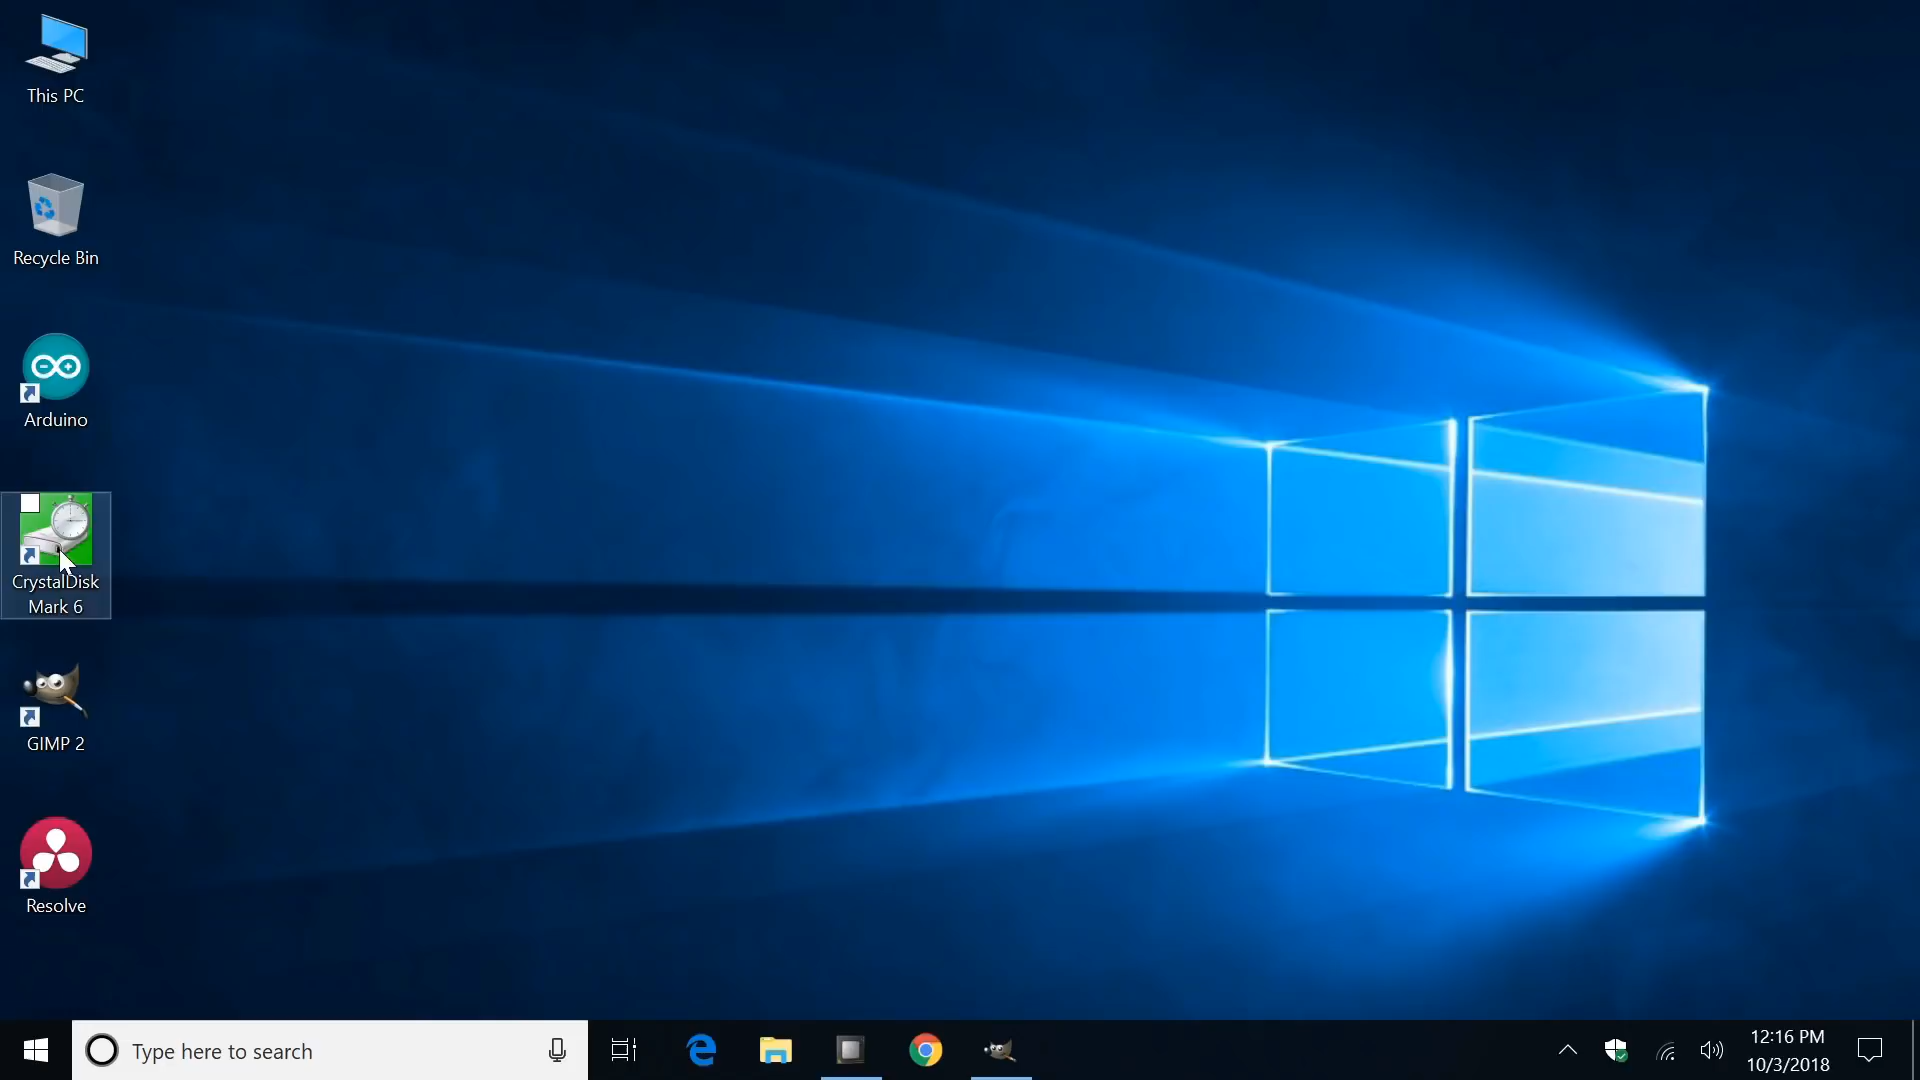 This PC
Recycle Bin
Arduino
CrystalDisk
Mark 6
GIMP 2
Resolve
Type here to search
12:16 PM
10/3/2018